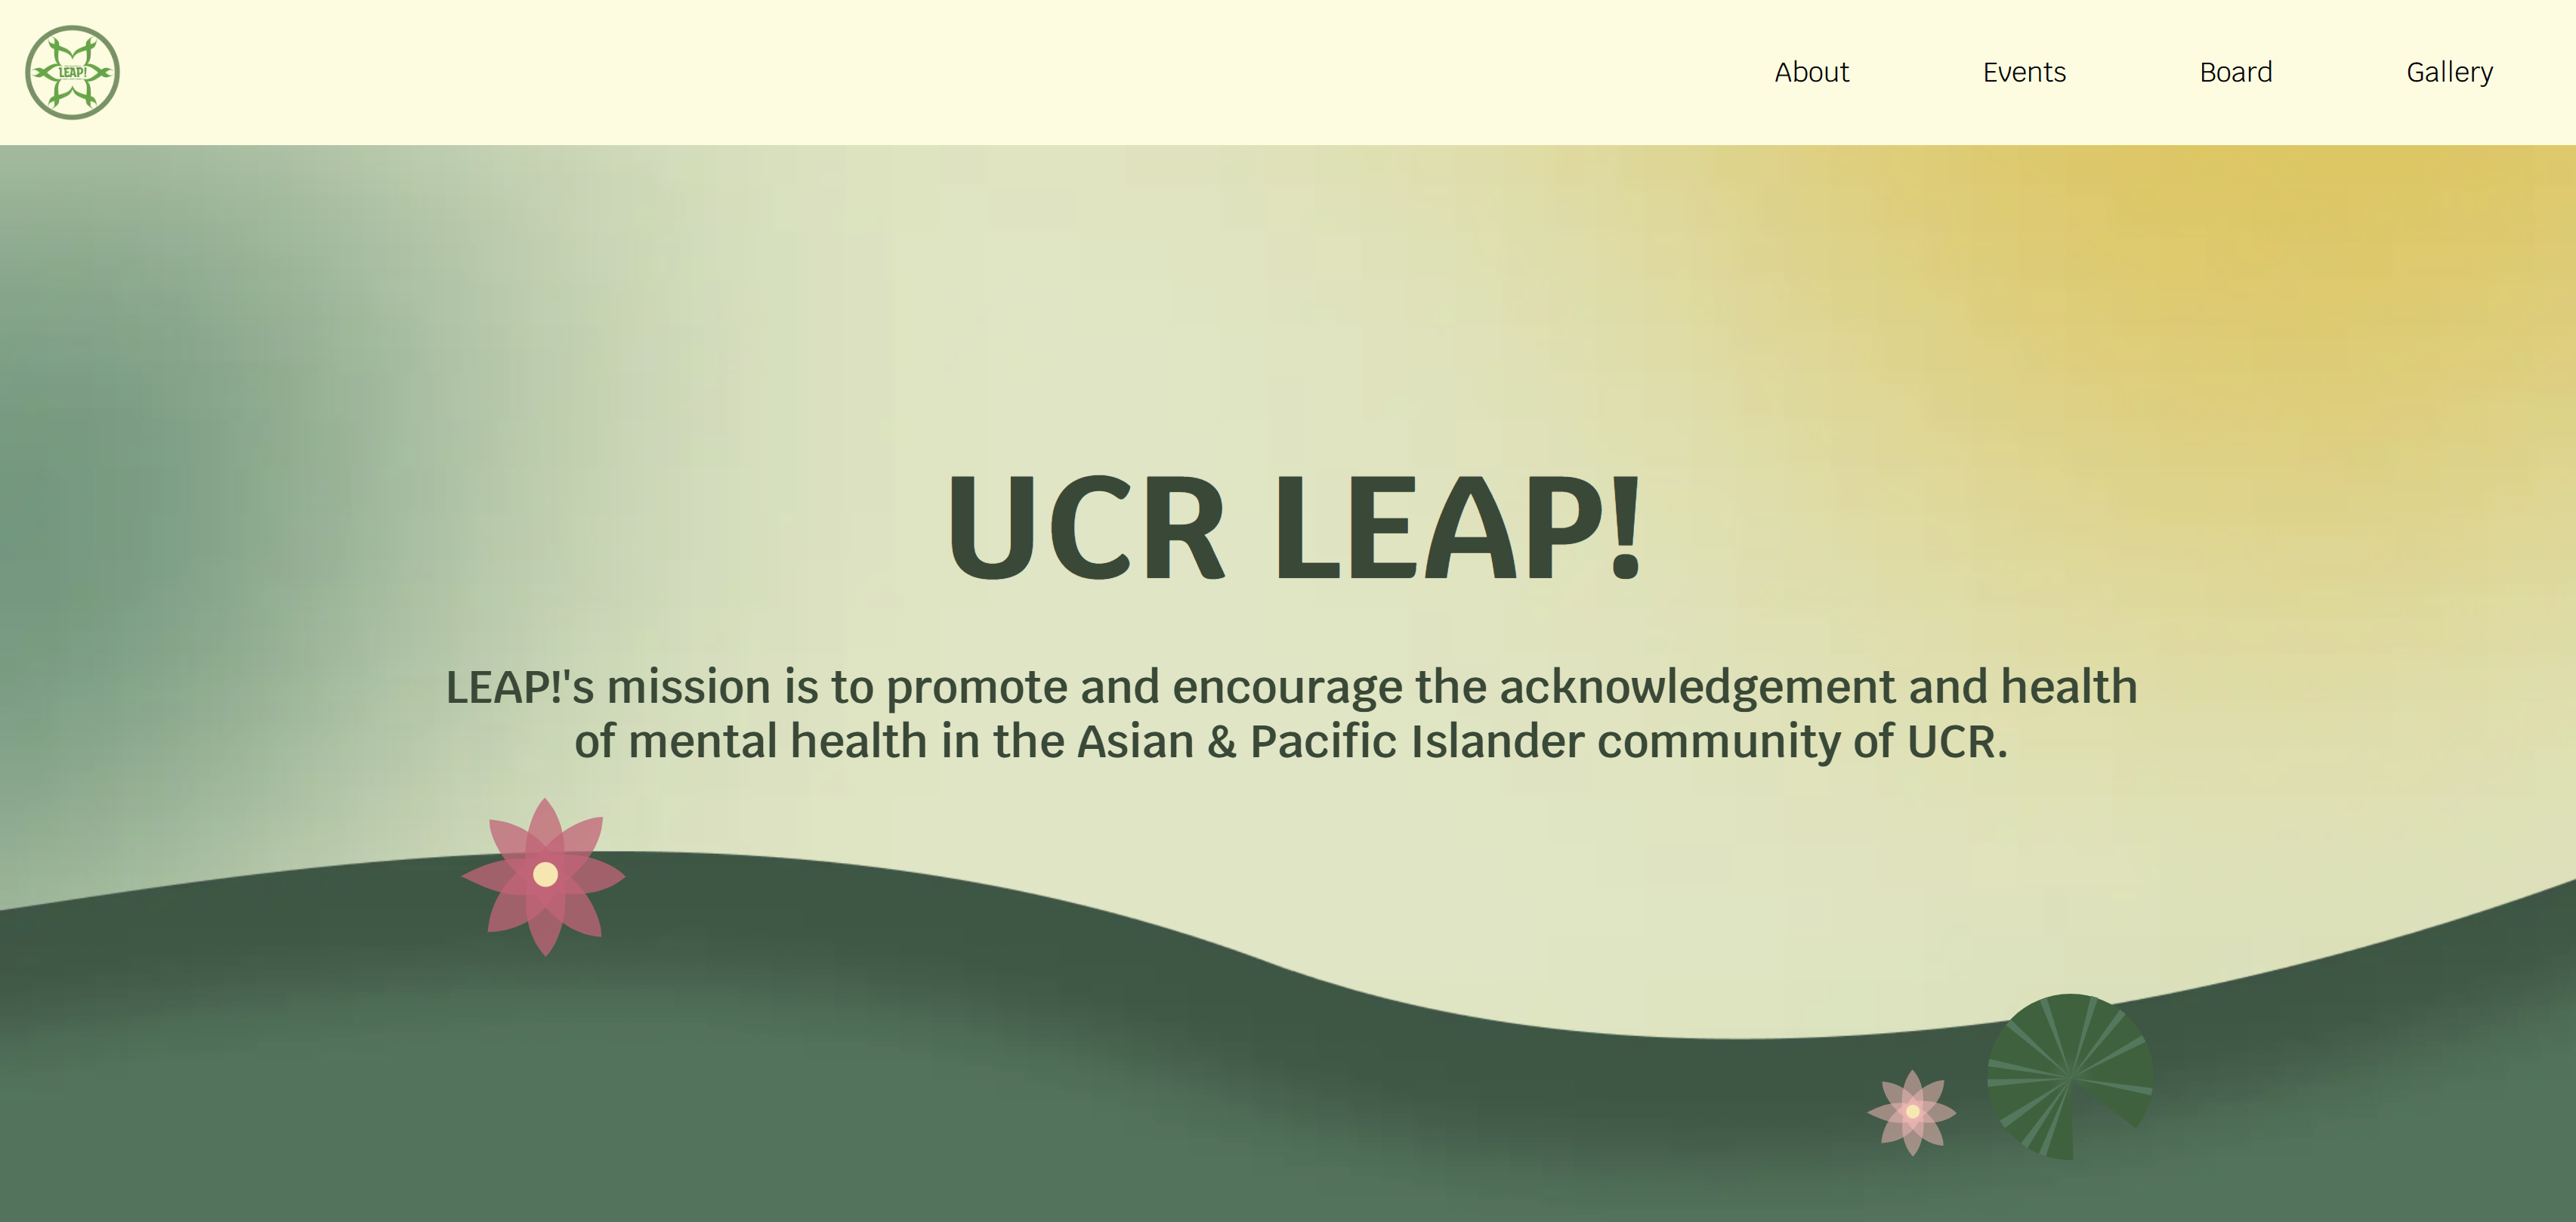 LEAP!
About Events Board Gallery
UCR LEAP!
LEAP!'s mission is to promote and encourage the acknowledgement and health
of mental health in the Asian & Pacific Islander community of UCR.